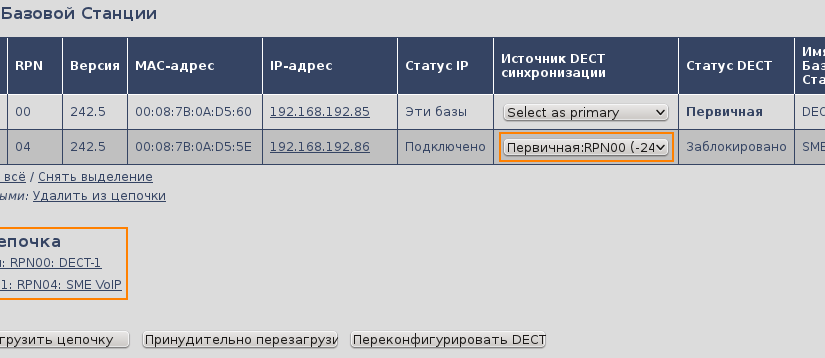 Базовой Станции
RPN Версия MAC-адрес IP-адрес Статус IP Источник DECT синхронизации Статус DECT Имя Баз Ста
00 242.5 00:08:7B:0A:D5:60 192.168.192.85 Эти базы Select as primary Первичная DEC
04 242.5 00:08:7B:0A:D5:5E 192.168.192.86 Подключено Первичная:RPN00 (-24 Заблокировано SME
всё / Снять выделение
ыми: Удалить из цепочки
епочка
: RPN00: DECT-1
1: RPN04: SME VoIP
грузить цепочку Принудительно перезагрузи Переконфигурировать DECT